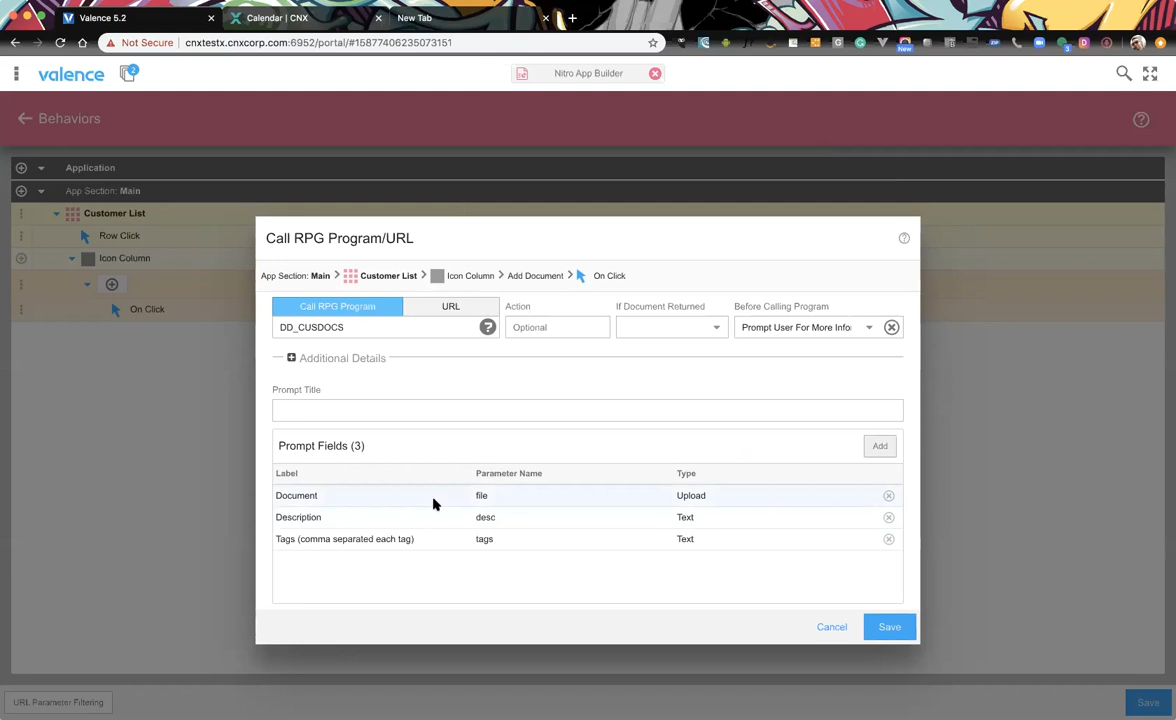 Valence 5.2
Calendar | CNX
New Tab
Not Secure
cnxtestx.cnxcorp.com:6952/portal/#15877406235073151
New
3
valence
2
Nitro App Builder
Behaviors
Application
App Section: Main
Customer List
Row Click
Icon Column
On Click
Call RPG Program/URL
App Section: Main
Customer List
Icon Column
Add Document
On Click
Call RPG Program
URL
Action
If Document Returned
Before Calling Program
DD_CUSDOCS
Optional
Prompt User For More Info
Additional Details
Prompt Title
Prompt Fields (3)
Add
Label
Parameter Name
Type
Document
file
Upload
Description
desc
Text
Tags (comma separated each tag)
tags
Text
Cancel
Save
URL Parameter Filtering
Save